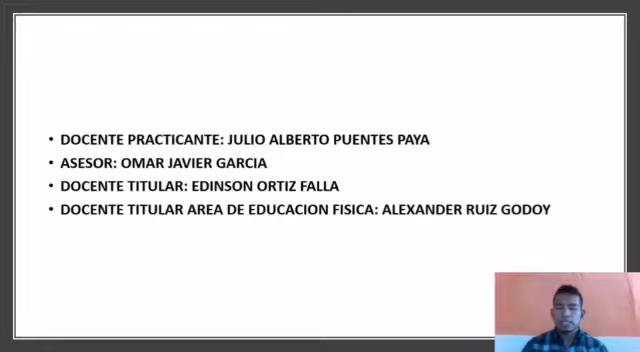 • DOCENTE PRACTICANTE: JULIO ALBERTO PUENTES PAYA
• ASESOR: OMAR JAVIER GARCIA
• DOCENTE TITULAR: EDINSON ORTIZ FALLA
• DOCENTE TITULAR AREA DE EDUCACION FISICA: ALEXANDER RUIZ GODOY